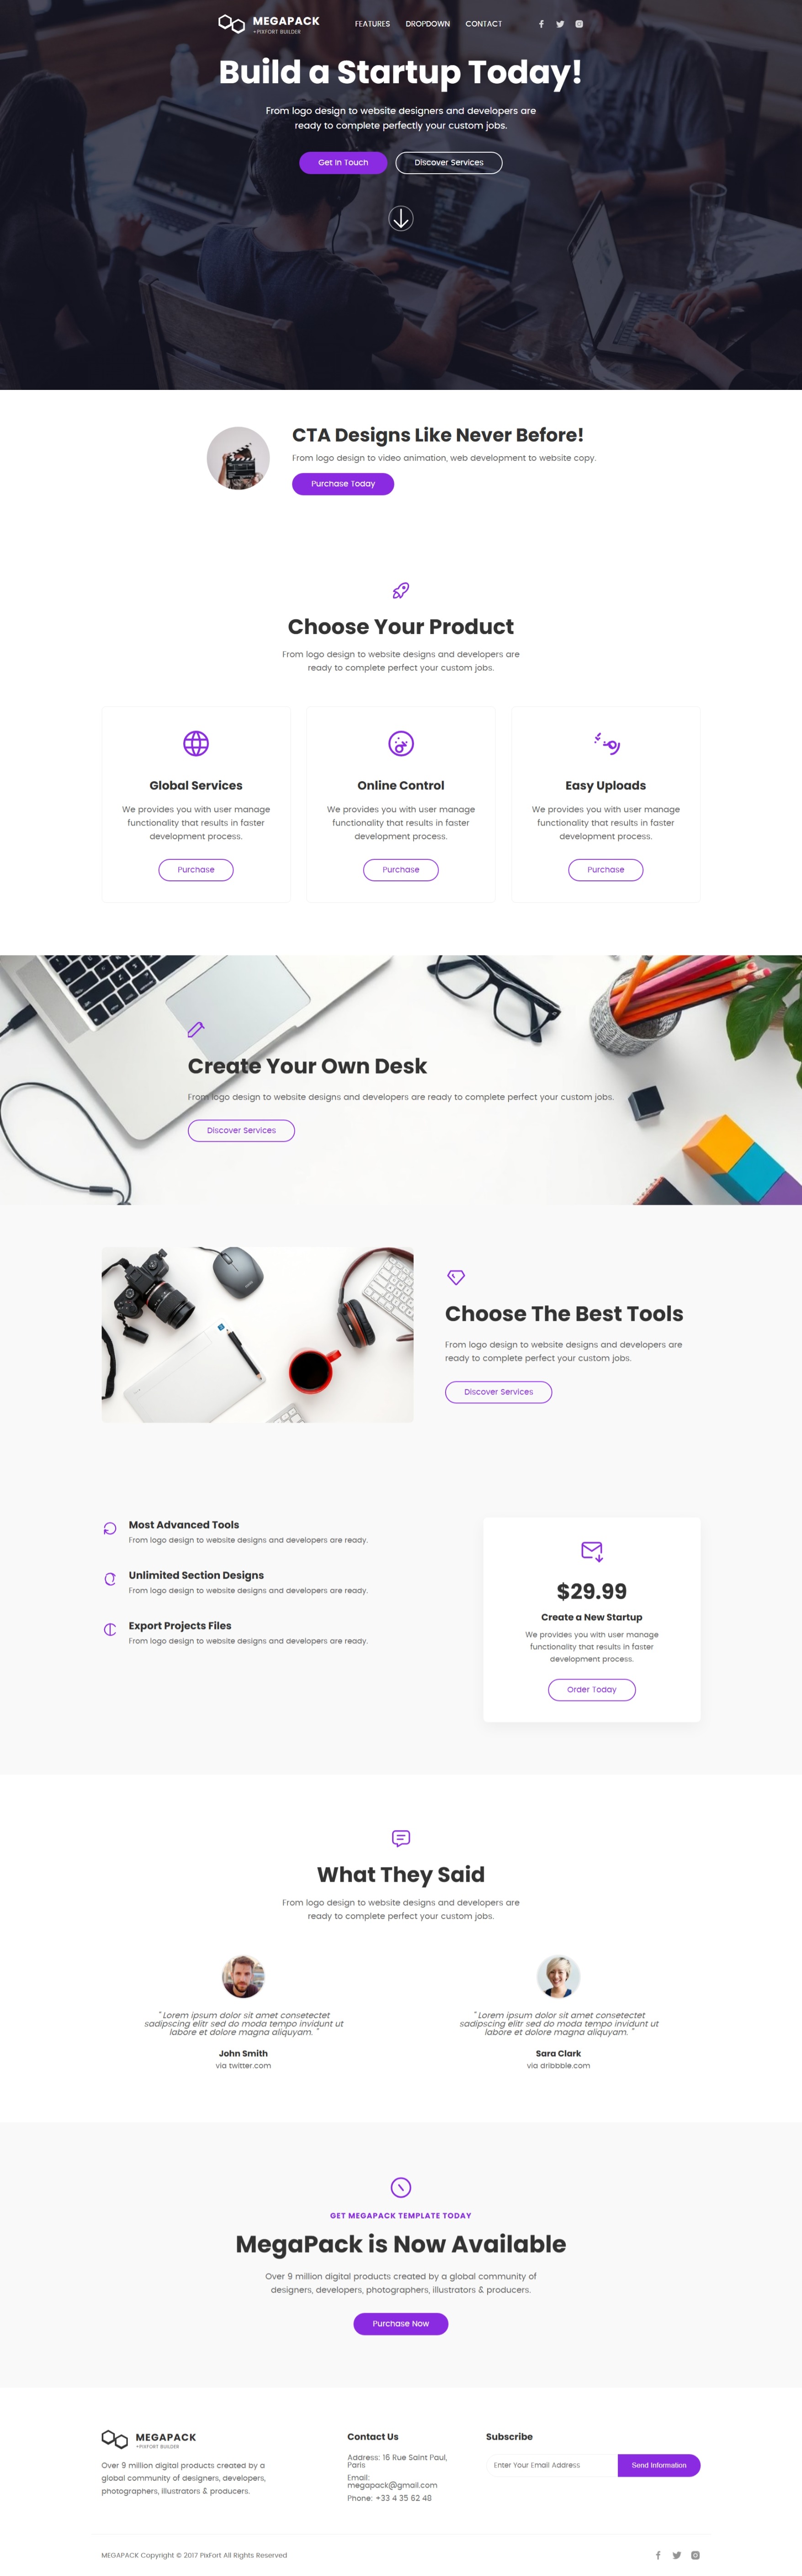 MEGAPACK
+PIXFORT BUILDER
FEATURES DROPDOWN CONTACT
Build a Startup Today!
From logo design to website designers and developers are
ready to complete perfectly your custom jobs.
Get In Touch
Discover Services
CTA Designs Like Never Before!
From logo design to video animation, web development to website copy.
Purchase Today
Choose Your Product
From logo design to website designs and developers are
ready to complete perfect your custom jobs.
Global Services
We provides you with user manage
functionality that results in faster
development process.
Purchase
Online Control
We provides you with user manage
functionality that results in faster
development process.
Purchase
Easy Uploads
We provides you with user manage
functionality that results in faster
development process.
Purchase
Create Your Own Desk
From logo design to website designs and developers are ready to complete perfect your custom jobs.
Discover Services
Choose The Best Tools
From logo design to website designs and developers are
ready to complete perfect your custom jobs.
Discover Services
Most Advanced Tools
From logo design to website designs and developers are ready.
Unlimited Section Designs
From logo design to website designs and developers are ready.
Export Projects Files
From logo design to website designs and developers are ready.
$29.99
Create a New Startup
We provides you with user manage
functionality that results in faster
development process.
Order Today
What They Said
From logo design to website designs and developers are
ready to complete perfect your custom jobs.
" Lorem ipsum dolor sit amet consetectet
sadipscing elitr sed do moda tempo invidunt ut
labore et dolore magna aliquyam. "
John Smith
via twitter.com
" Lorem ipsum dolor sit amet consetectet
sadipscing elitr sed do moda tempo invidunt ut
labore et dolore magna aliquyam. "
Sara Clark
via dribbble.com
GET MEGAPACK TEMPLATE TODAY
MegaPack is Now Available
Over 9 million digital products created by a global community of
designers, developers, photographers, illustrators & producers.
Purchase Now
MEGAPACK
+PIXFORT BUILDER
Over 9 million digital products created by a
global community of designers, developers,
photographers, illustrators & producers.
Contact Us
Address: 16 Rue Saint Paul,
Paris
Email:
megapack@gmail.com
Phone: +33 4 35 62 48
Subscribe
Enter Your Email Address
Send Information
MEGAPACK Copyright © 2017 PixFort All Rights Reserved